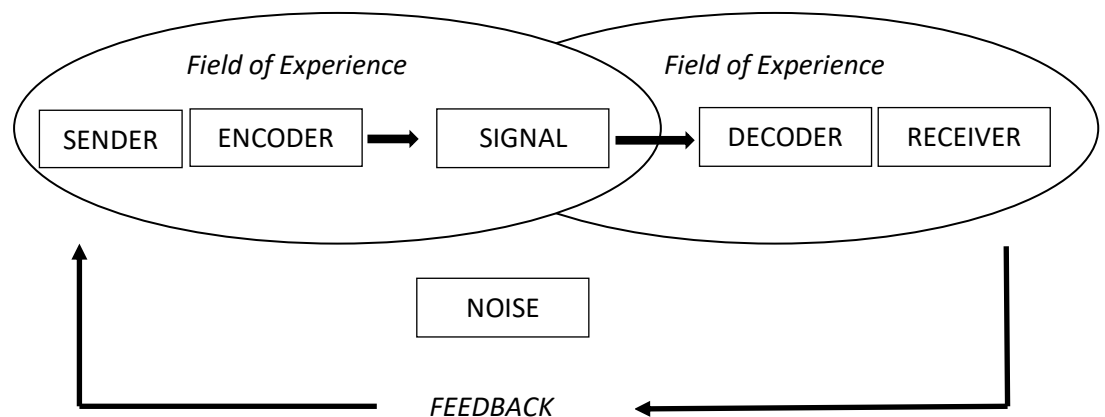 Field of Experience
Field of Experience
SENDER
ENCODER
SIGNAL
DECODER
RECEIVER
NOISE
FEEDBACK